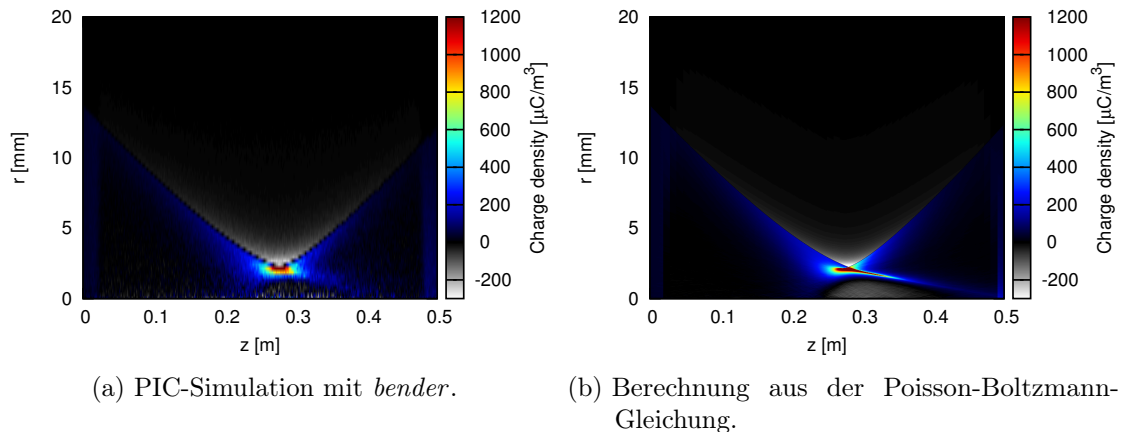 20
15
10
5
0
r [mm]
0 0.1 0.2 0.3 0.4 0.5
z [m]
1200
1000
800
600
400
200
0
-200
Charge density [μC/m³]
(a) PIC-Simulation mit bender.
20
15
10
5
0
r [mm]
0 0.1 0.2 0.3 0.4 0.5
z [m]
1200
1000
800
600
400
200
0
-200
Charge density [μC/m³]
(b) Berechnung aus der Poisson-Boltzmann-
Gleichung.